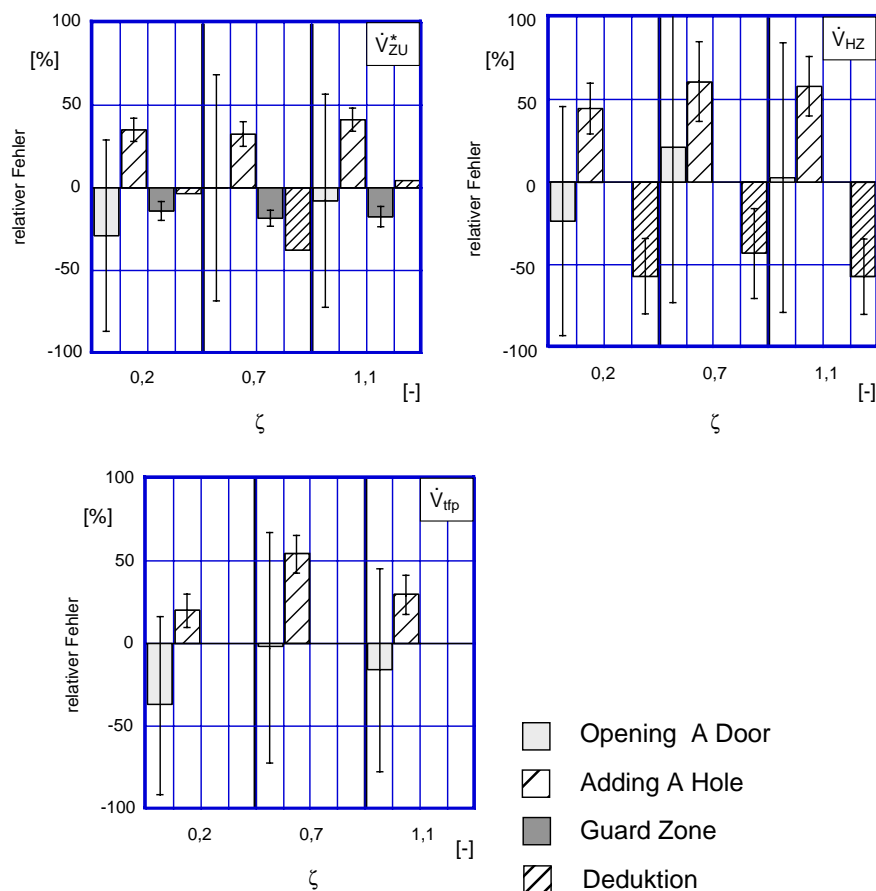 100
[%]
V̇*ZU
50
0
-50
-100
relativer Fehler
0,2
0,7
1,1
[-]
ζ
100
[%]
V̇HZ
50
0
-50
-100
relativer Fehler
0,2
0,7
1,1
[-]
ζ
100
[%]
V̇tfp
50
0
-50
-100
relativer Fehler
0,2
0,7
1,1
[-]
ζ
Opening A Door
Adding A Hole
Guard Zone
Deduktion